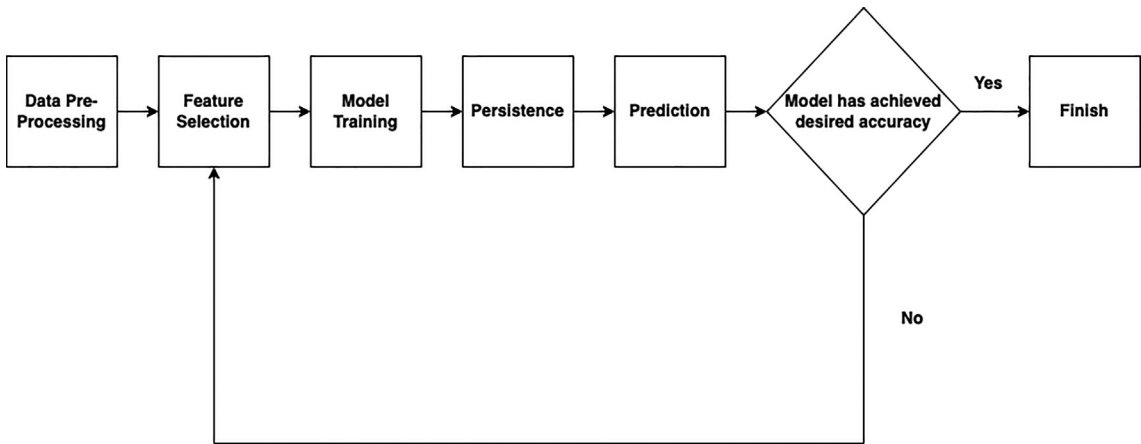 Data Pre-
Processing
Feature
Selection
Model
Training
Persistence
Prediction
Model has achieved
desired accuracy
Yes
Finish
No